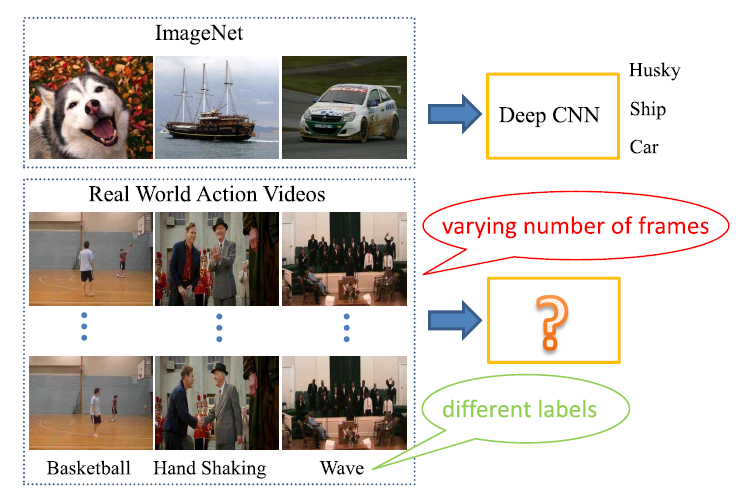 ImageNet
Deep CNN
Husky
Ship
Car
Real World Action Videos
varying number of frames
?
different labels
Basketball
Hand Shaking
Wave